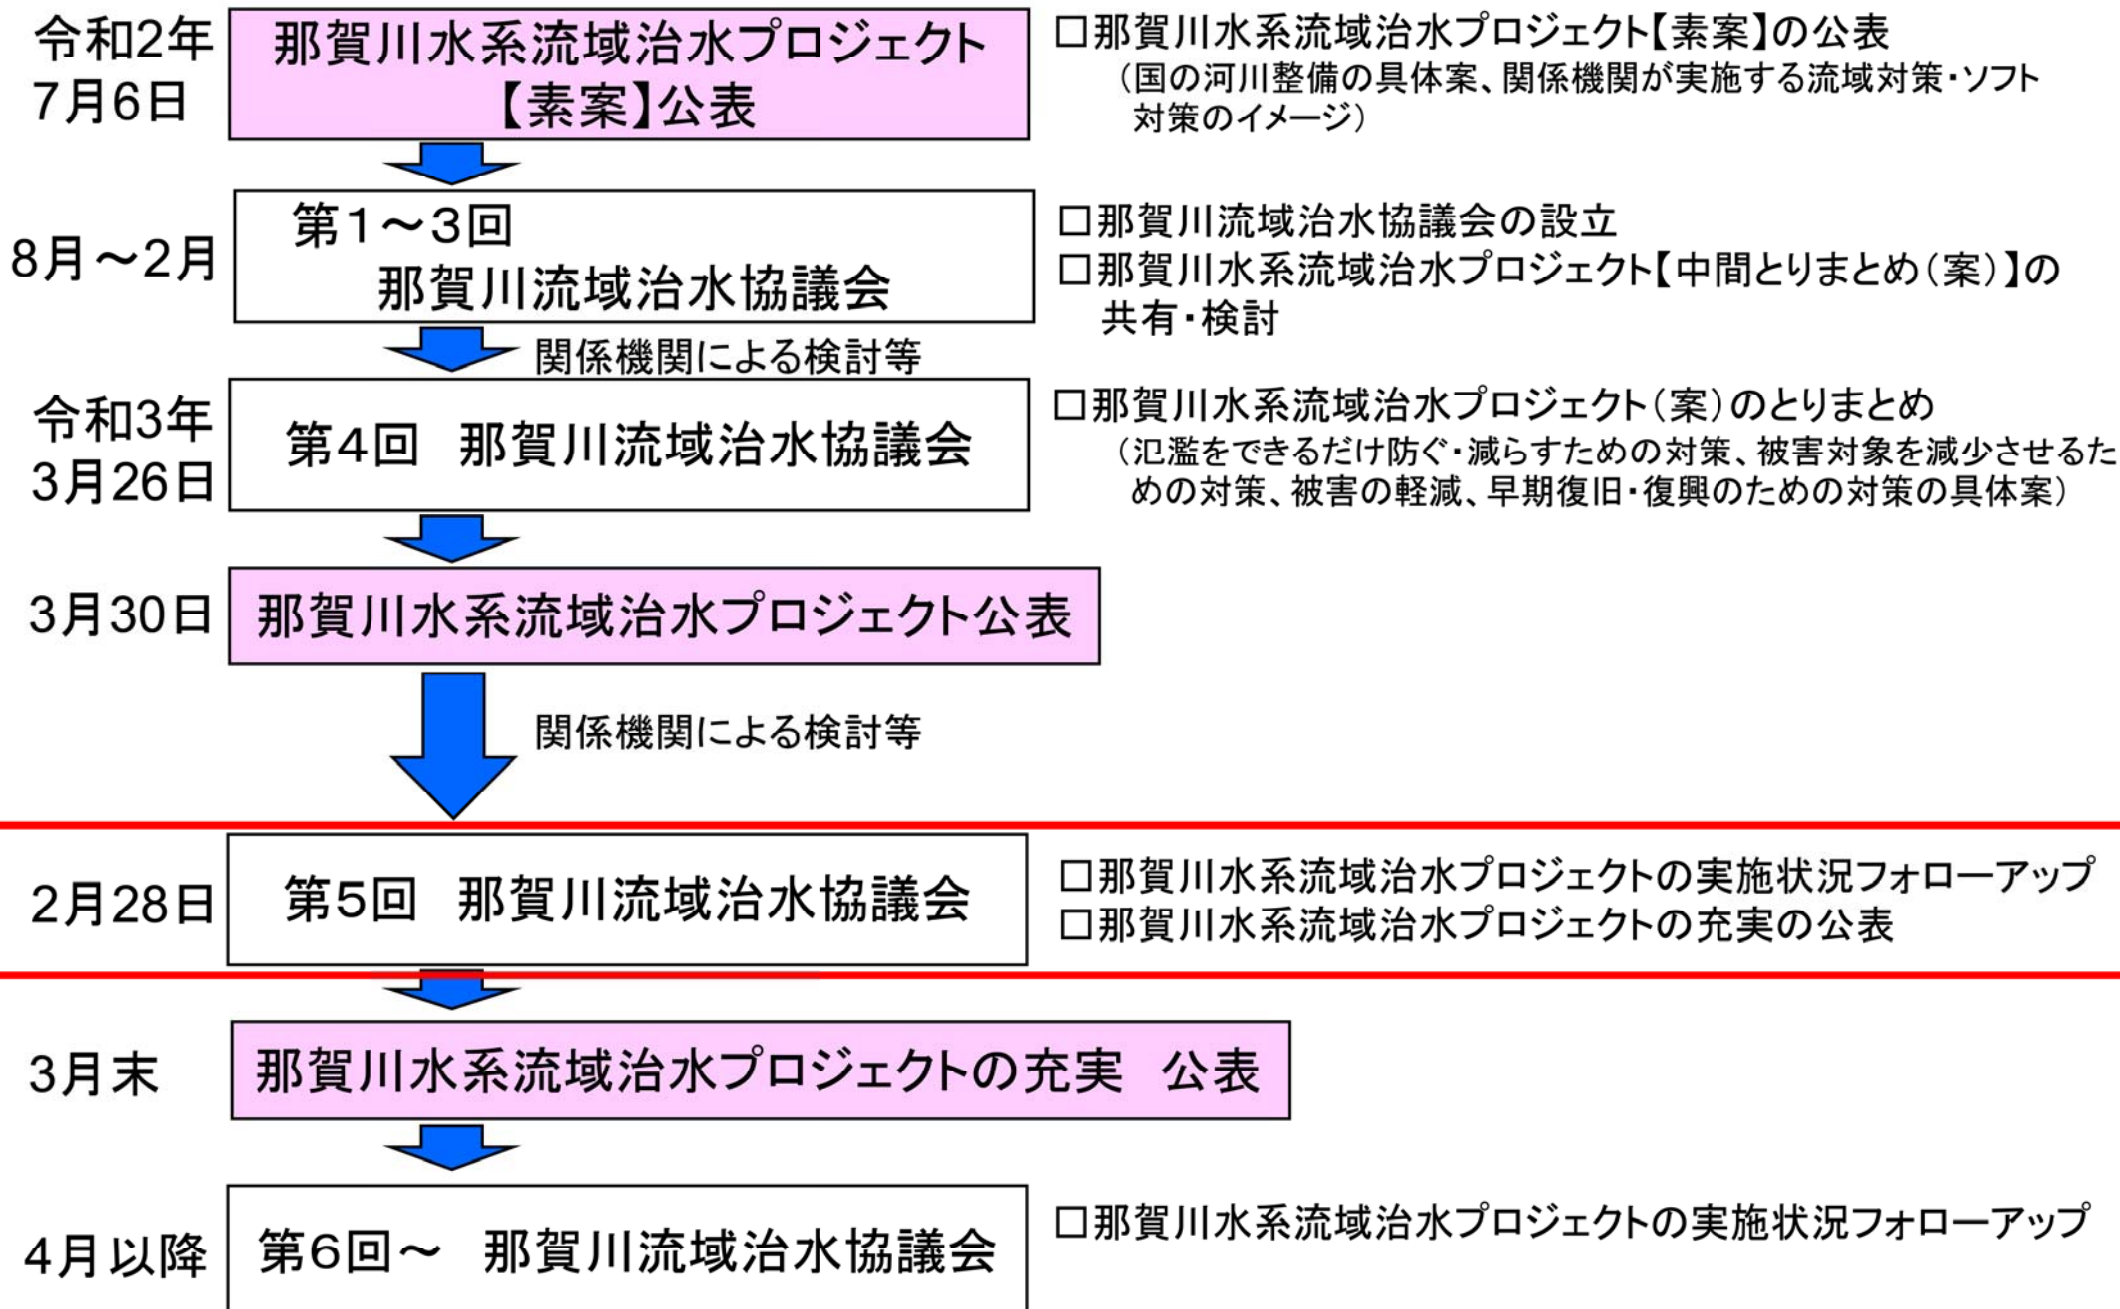 令和2年
7月6日
那賀川水系流域治水プロジェクト
【素案】公表
□那賀川水系流域治水プロジェクト【素案】の公表
（国の河川整備の具体案、関係機関が実施する流域対策・ソフト
対策のイメージ）
8月～2月
第1～3回
那賀川流域治水協議会
□那賀川流域治水協議会の設立
□那賀川水系流域治水プロジェクト【中間とりまとめ（案）】の
共有・検討
関係機関による検討等
令和3年
3月26日
第4回　那賀川流域治水協議会
□那賀川水系流域治水プロジェクト（案）のとりまとめ
（氾濫をできるだけ防ぐ・減らすための対策、被害対象を減少させるた
めの対策、被害の軽減、早期復旧・復興のための対策の具体案）
3月30日
那賀川水系流域治水プロジェクト公表
関係機関による検討等
2月28日
第5回　那賀川流域治水協議会
□那賀川水系流域治水プロジェクトの実施状況フォローアップ
□那賀川水系流域治水プロジェクトの充実の公表
3月末
那賀川水系流域治水プロジェクトの充実　公表
4月以降
第6回～　那賀川流域治水協議会
□那賀川水系流域治水プロジェクトの実施状況フォローアップ